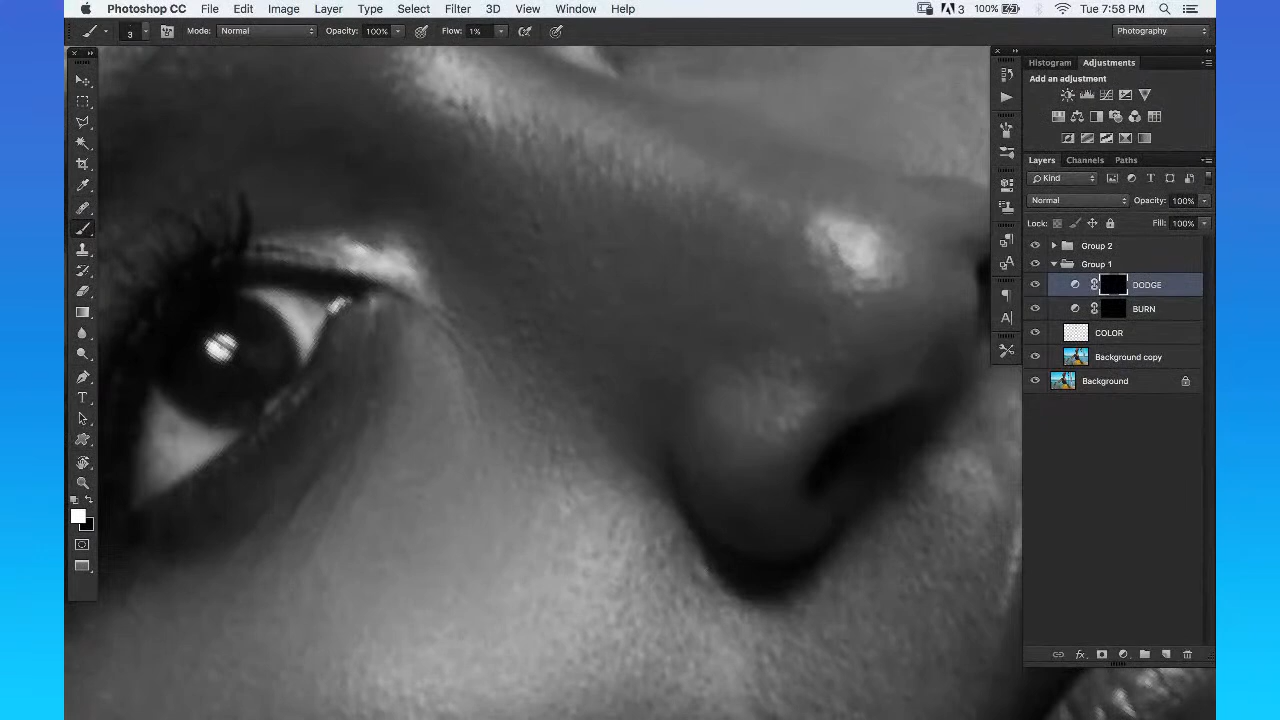 Photoshop CC File Edit Image Layer Type Select Filter 3D View Window Help 3 100% Tue 7:58 PM
3 Mode: Normal Opacity: 100% Flow: 1% Photography
Histogram Adjustments
Add an adjustment
Layers Channels Paths
Kind
Normal Opacity: 100%
Lock: Fill: 100%
Group 2
Group 1
DODGE
BURN
COLOR
Background copy
Background